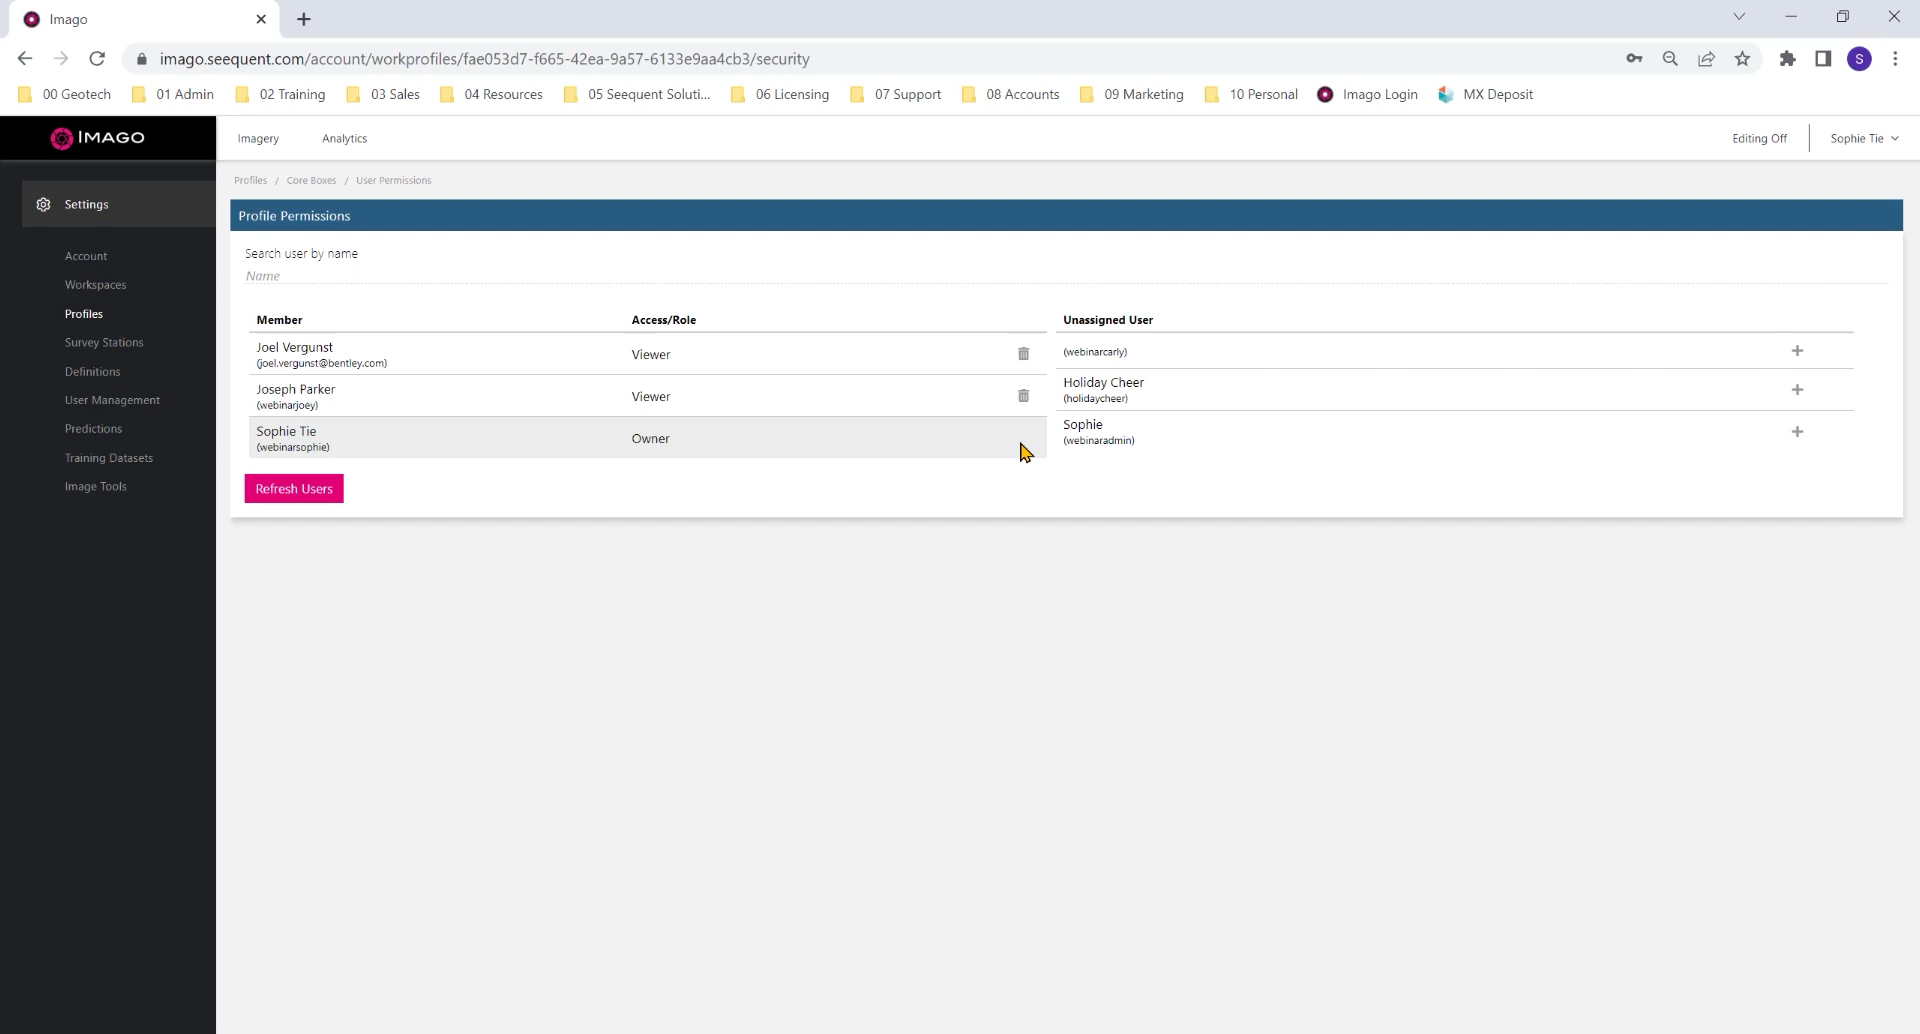 Imago
imago.seequent.com/account/workprofiles/fae053d7-f665-42ea-9a57-6133e9aa4cb3/security
S
00 Geotech 01 Admin 02 Training 03 Sales 04 Resources 05 Seequent Soluti... 06 Licensing 07 Support 08 Accounts 09 Marketing 10 Personal Imago Login MX Deposit
IMAGO Imagery Analytics Editing Off Sophie Tie
Profiles / Core Boxes / User Permissions
Settings
Account
Workspaces
Profiles
Survey Stations
Definitions
User Management
Predictions
Training Datasets
Image Tools
Profile Permissions
Search user by name
Name
Member Access/Role
Joel Vergunst
(joel.vergunst@bentley.com) Viewer
Joseph Parker
(webinarjoey) Viewer
Sophie Tie
(webinarsophie) Owner
Unassigned User
(webinarcarly)
Holiday Cheer
(holidaycheer)
Sophie
(webinaradmin)
Refresh Users